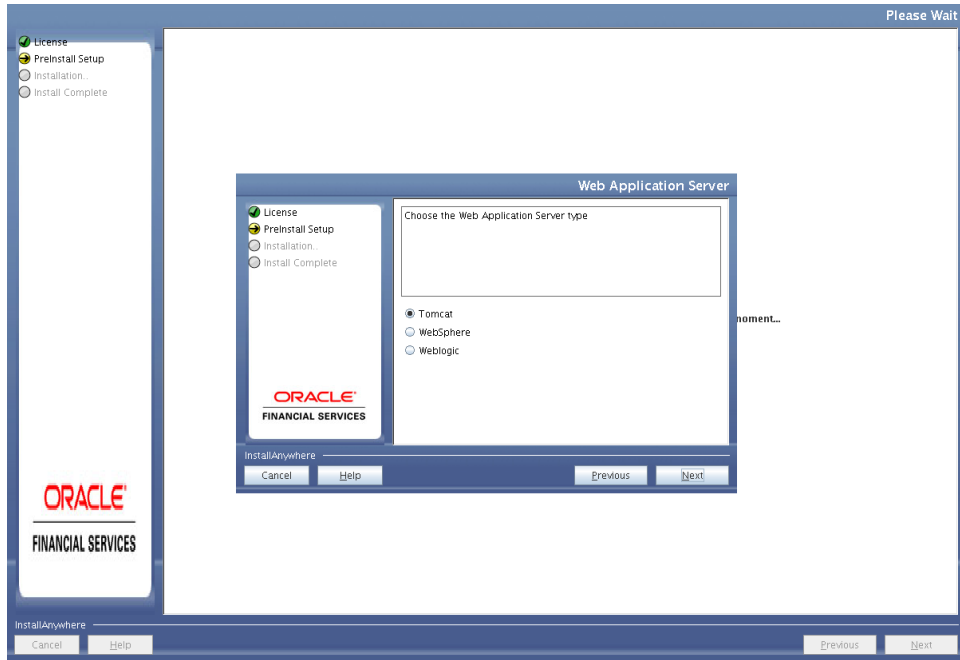 Please Wait
License
PreInstall Setup
Installation..
Install Complete
Web Application Server
License
PreInstall Setup
Installation..
Install Complete
Choose the Web Application Server type
Tomcat
WebSphere
Weblogic
moment...
ORACLE
FINANCIAL SERVICES
InstallAnywhere
Cancel
Help
Previous
Next
ORACLE
FINANCIAL SERVICES
InstallAnywhere
Cancel
Help
Previous
Next